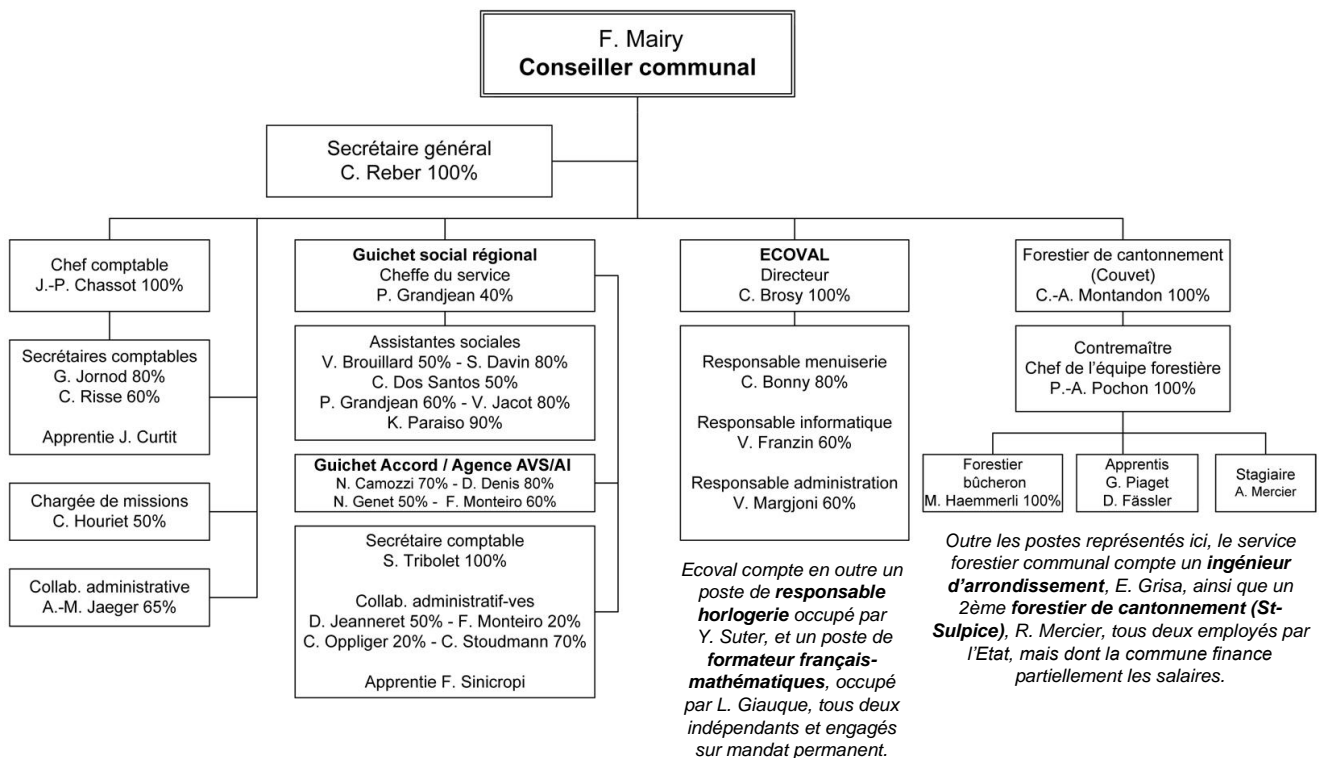 F. Mairy
Conseiller communal
Secrétaire général
C. Reber 100%
Chef comptable
J.-P. Chassot 100%
Secrétaires comptables
G. Jornod 80%
C. Risse 60%
Apprentie J. Curtit
Chargée de missions
C. Houriet 50%
Collab. administrative
A.-M. Jaeger 65%
Guichet social régional
Cheffe du service
P. Grandjean 40%
Assistantes sociales
V. Brouillard 50% - S. Davin 80%
C. Dos Santos 50%
P. Grandjean 60% - V. Jacot 80%
K. Paraiso 90%
Guichet Accord / Agence AVS/AI
N. Camozzi 70% - D. Denis 80%
N. Genet 50% - F. Monteiro 60%
Secrétaire comptable
S. Tribolet 100%
Collab. administratif-ves
D. Jeanneret 50% - F. Monteiro 20%
C. Oppliger 20% - C. Stoudmann 70%
Apprentie F. Sinicropi
ECOVAL
Directeur
C. Brosy 100%
Responsable menuiserie
C. Bonny 80%
Responsable informatique
V. Franzin 60%
Responsable administration
V. Margjoni 60%
Ecoval compte en outre un
poste de responsable
horlogerie occupé par
Y. Suter, et un poste de
formateur français-
mathématiques, occupé
par L. Giauque, tous deux
indépendants et engagés
sur mandat permanent.
Forestier de cantonnement
(Couvet)
C.-A. Montandon 100%
Contremaître
Chef de l'équipe forestière
P.-A. Pochon 100%
Forestier
bûcheron
M. Haemmerli 100%
Apprentis
G. Piaget
D. Fässler
Stagiaire
A. Mercier
Outre les postes représentés ici, le service
forestier communal compte un ingénieur
d'arrondissement, E. Grisa, ainsi que un
2ème forestier de cantonnement (St-
Sulpice), R. Mercier, tous deux employés par
l'Etat, mais dont la commune finance
partiellement les salaires.